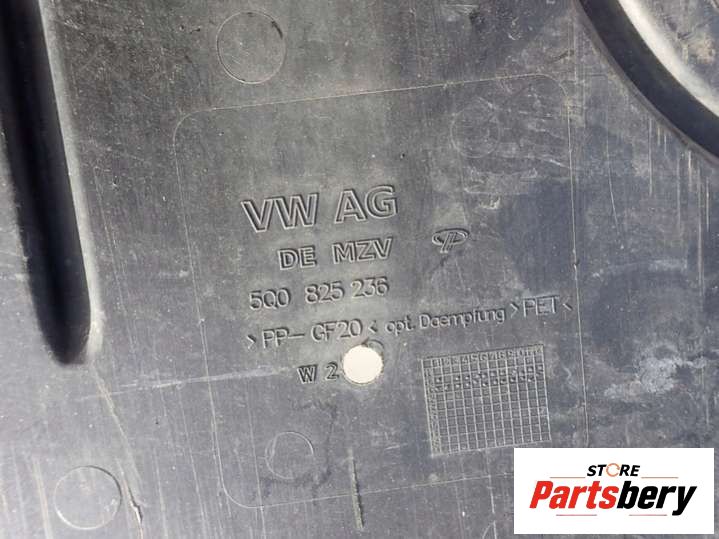 VW AG
DE MZV
5Q0 825 236
>PP-GF20< opt. Daempfung >PET<
W 2
STORE
Partsbery